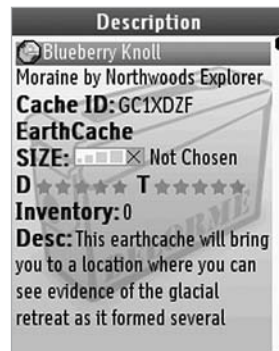 Description
Blueberry Knoll
Moraine by Northwoods Explorer
Cache ID: GC1XDZF
EarthCache
SIZE: Not Chosen
D T
Inventory: 0
Desc: This earthcache will bring
you to a location where you can
see evidence of the glacial
retreat as it formed several